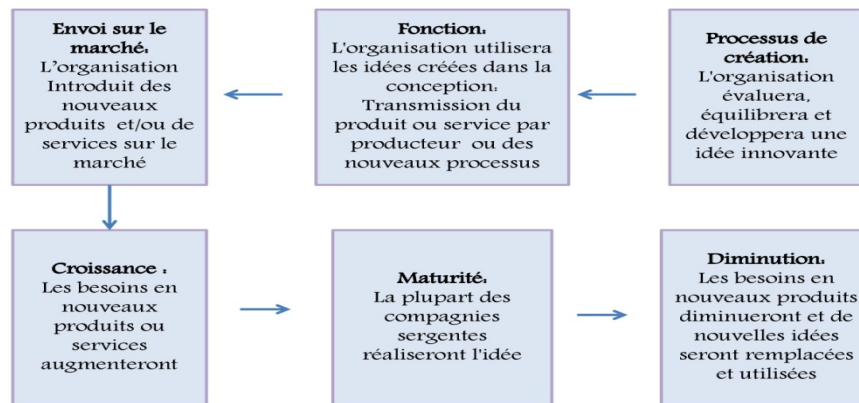 Processus de
création:
L'organisation
évaluera,
équilibrera et
développera une
idée innovante
Fonction:
L'organisation utilisera
les idées créées dans la
conception:
Transmission du
produit ou service par
producteur ou des
nouveaux processus
Envoi sur le
marché:
L'organisation
Introduit des
nouveaux
produits et/ou de
services sur le
marché
Croissance :
Les besoins en
nouveaux
produits ou
services
augmenteront
Maturité:
La plupart des
compagnies
sergentes
réaliseront l'idée
Diminution:
Les besoins en
nouveaux produits
diminueront et de
nouvelles idées
seront remplacées
et utilisées